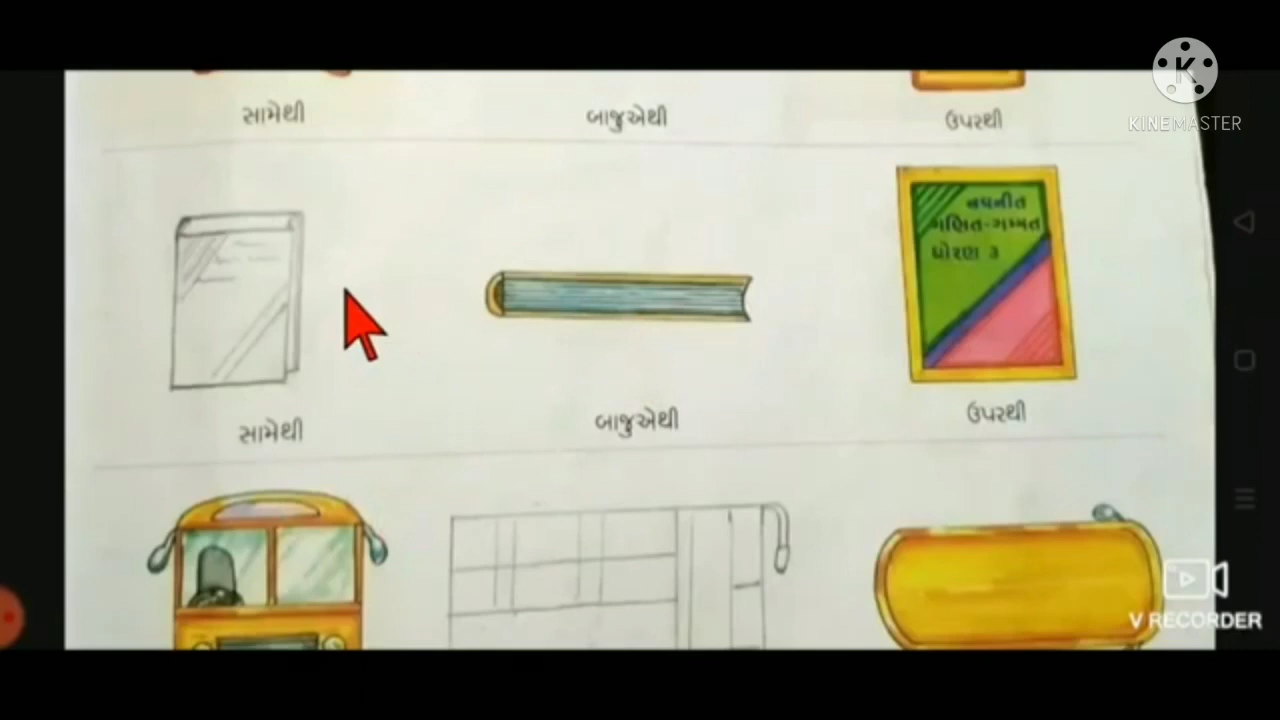 KINEMASTER
સામેથી
બાજુએથી
ઉપરથી
નવનીત
ગણિત-ગમ્મત
ધોરણ ૩
સામેથી
બાજુએથી
ઉપરથી
V RECORDER